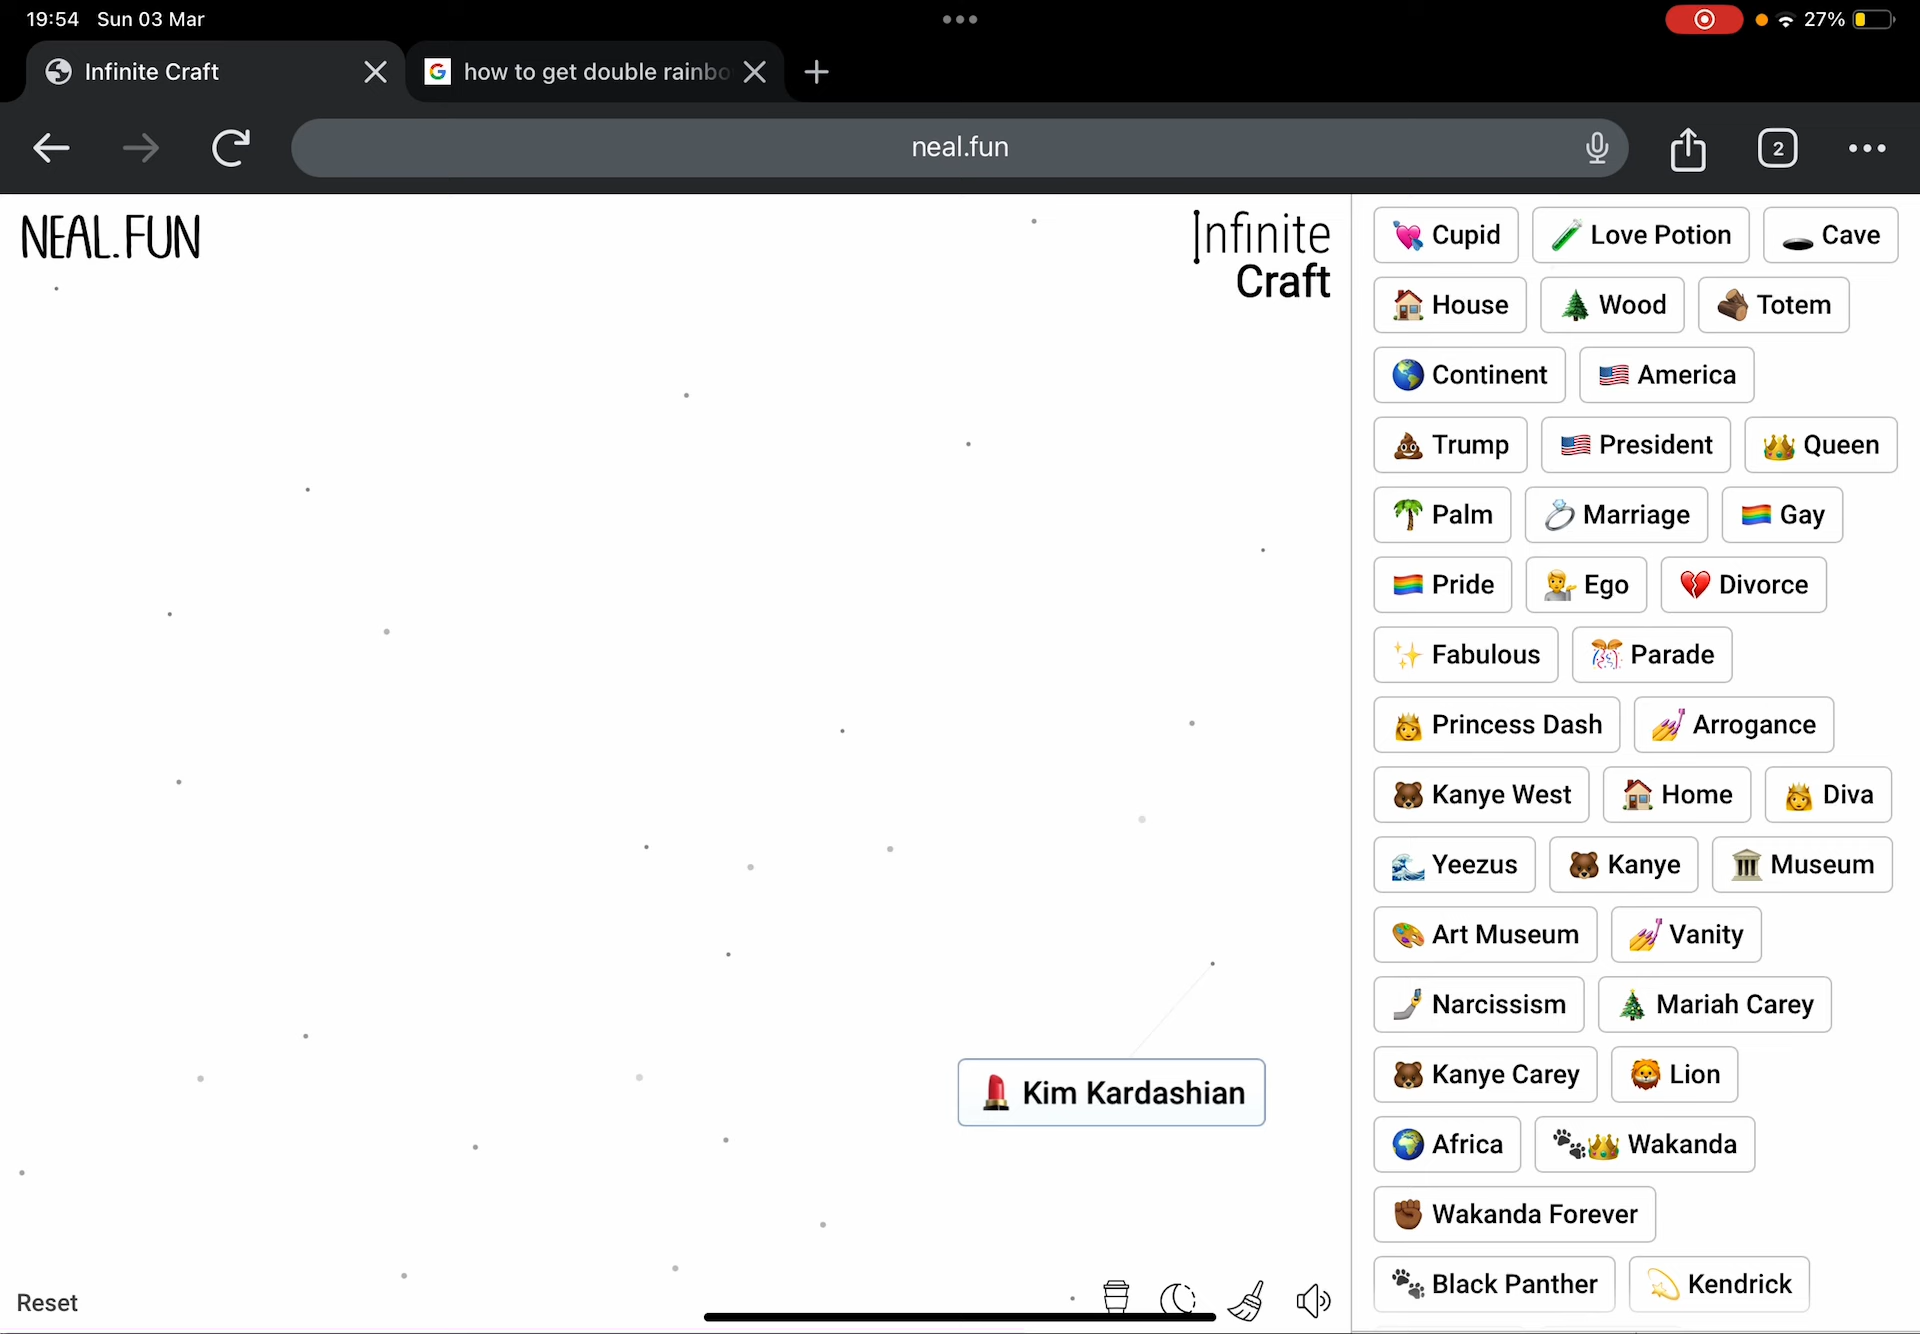 19:54 Sun 03 Mar
27%
Infinite Craft
how to get double rainbo
neal.fun
2
NEAL.FUN
Infinite
Craft
Cupid
Love Potion
Cave
House
Wood
Totem
Continent
America
Trump
President
Queen
Palm
Marriage
Gay
Pride
Ego
Divorce
Fabulous
Parade
Princess Dash
Arrogance
Kanye West
Home
Diva
Yeezus
Kanye
Museum
Art Museum
Vanity
Narcissism
Mariah Carey
Kanye Carey
Lion
Africa
Wakanda
Wakanda Forever
Black Panther
Kendrick
Kim Kardashian
Reset